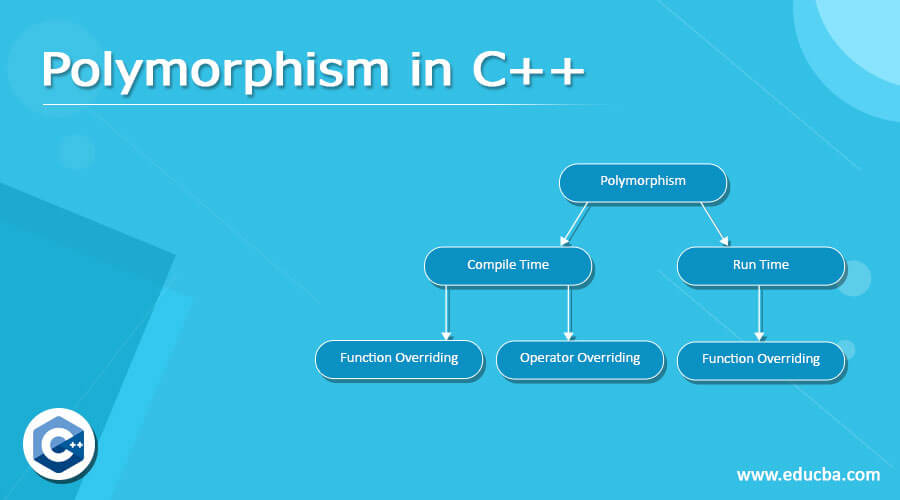 Polymorphism in C++
Polymorphism
Compile Time
Run Time
Function Overriding
Operator Overriding
Function Overriding
C++
www.educba.com